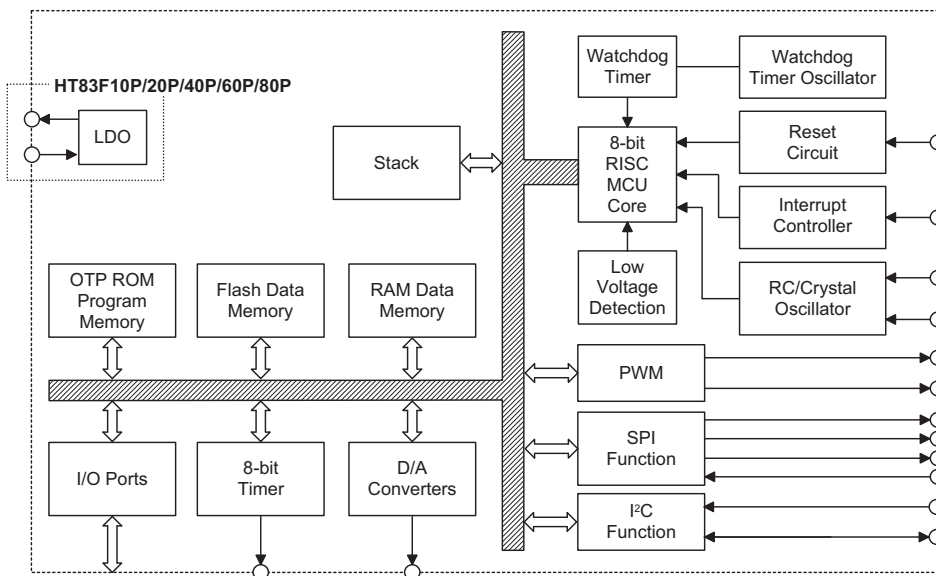 HT83F10P/20P/40P/60P/80P
LDO
Stack
Watchdog
Timer
Watchdog
Timer Oscillator
8-bit
RISC
MCU
Core
Reset
Circuit
Interrupt
Controller
Low
Voltage
Detection
RC/Crystal
Oscillator
OTP ROM
Program
Memory
Flash Data
Memory
RAM Data
Memory
PWM
I/O Ports
8-bit
Timer
D/A
Converters
SPI
Function
I²C
Function